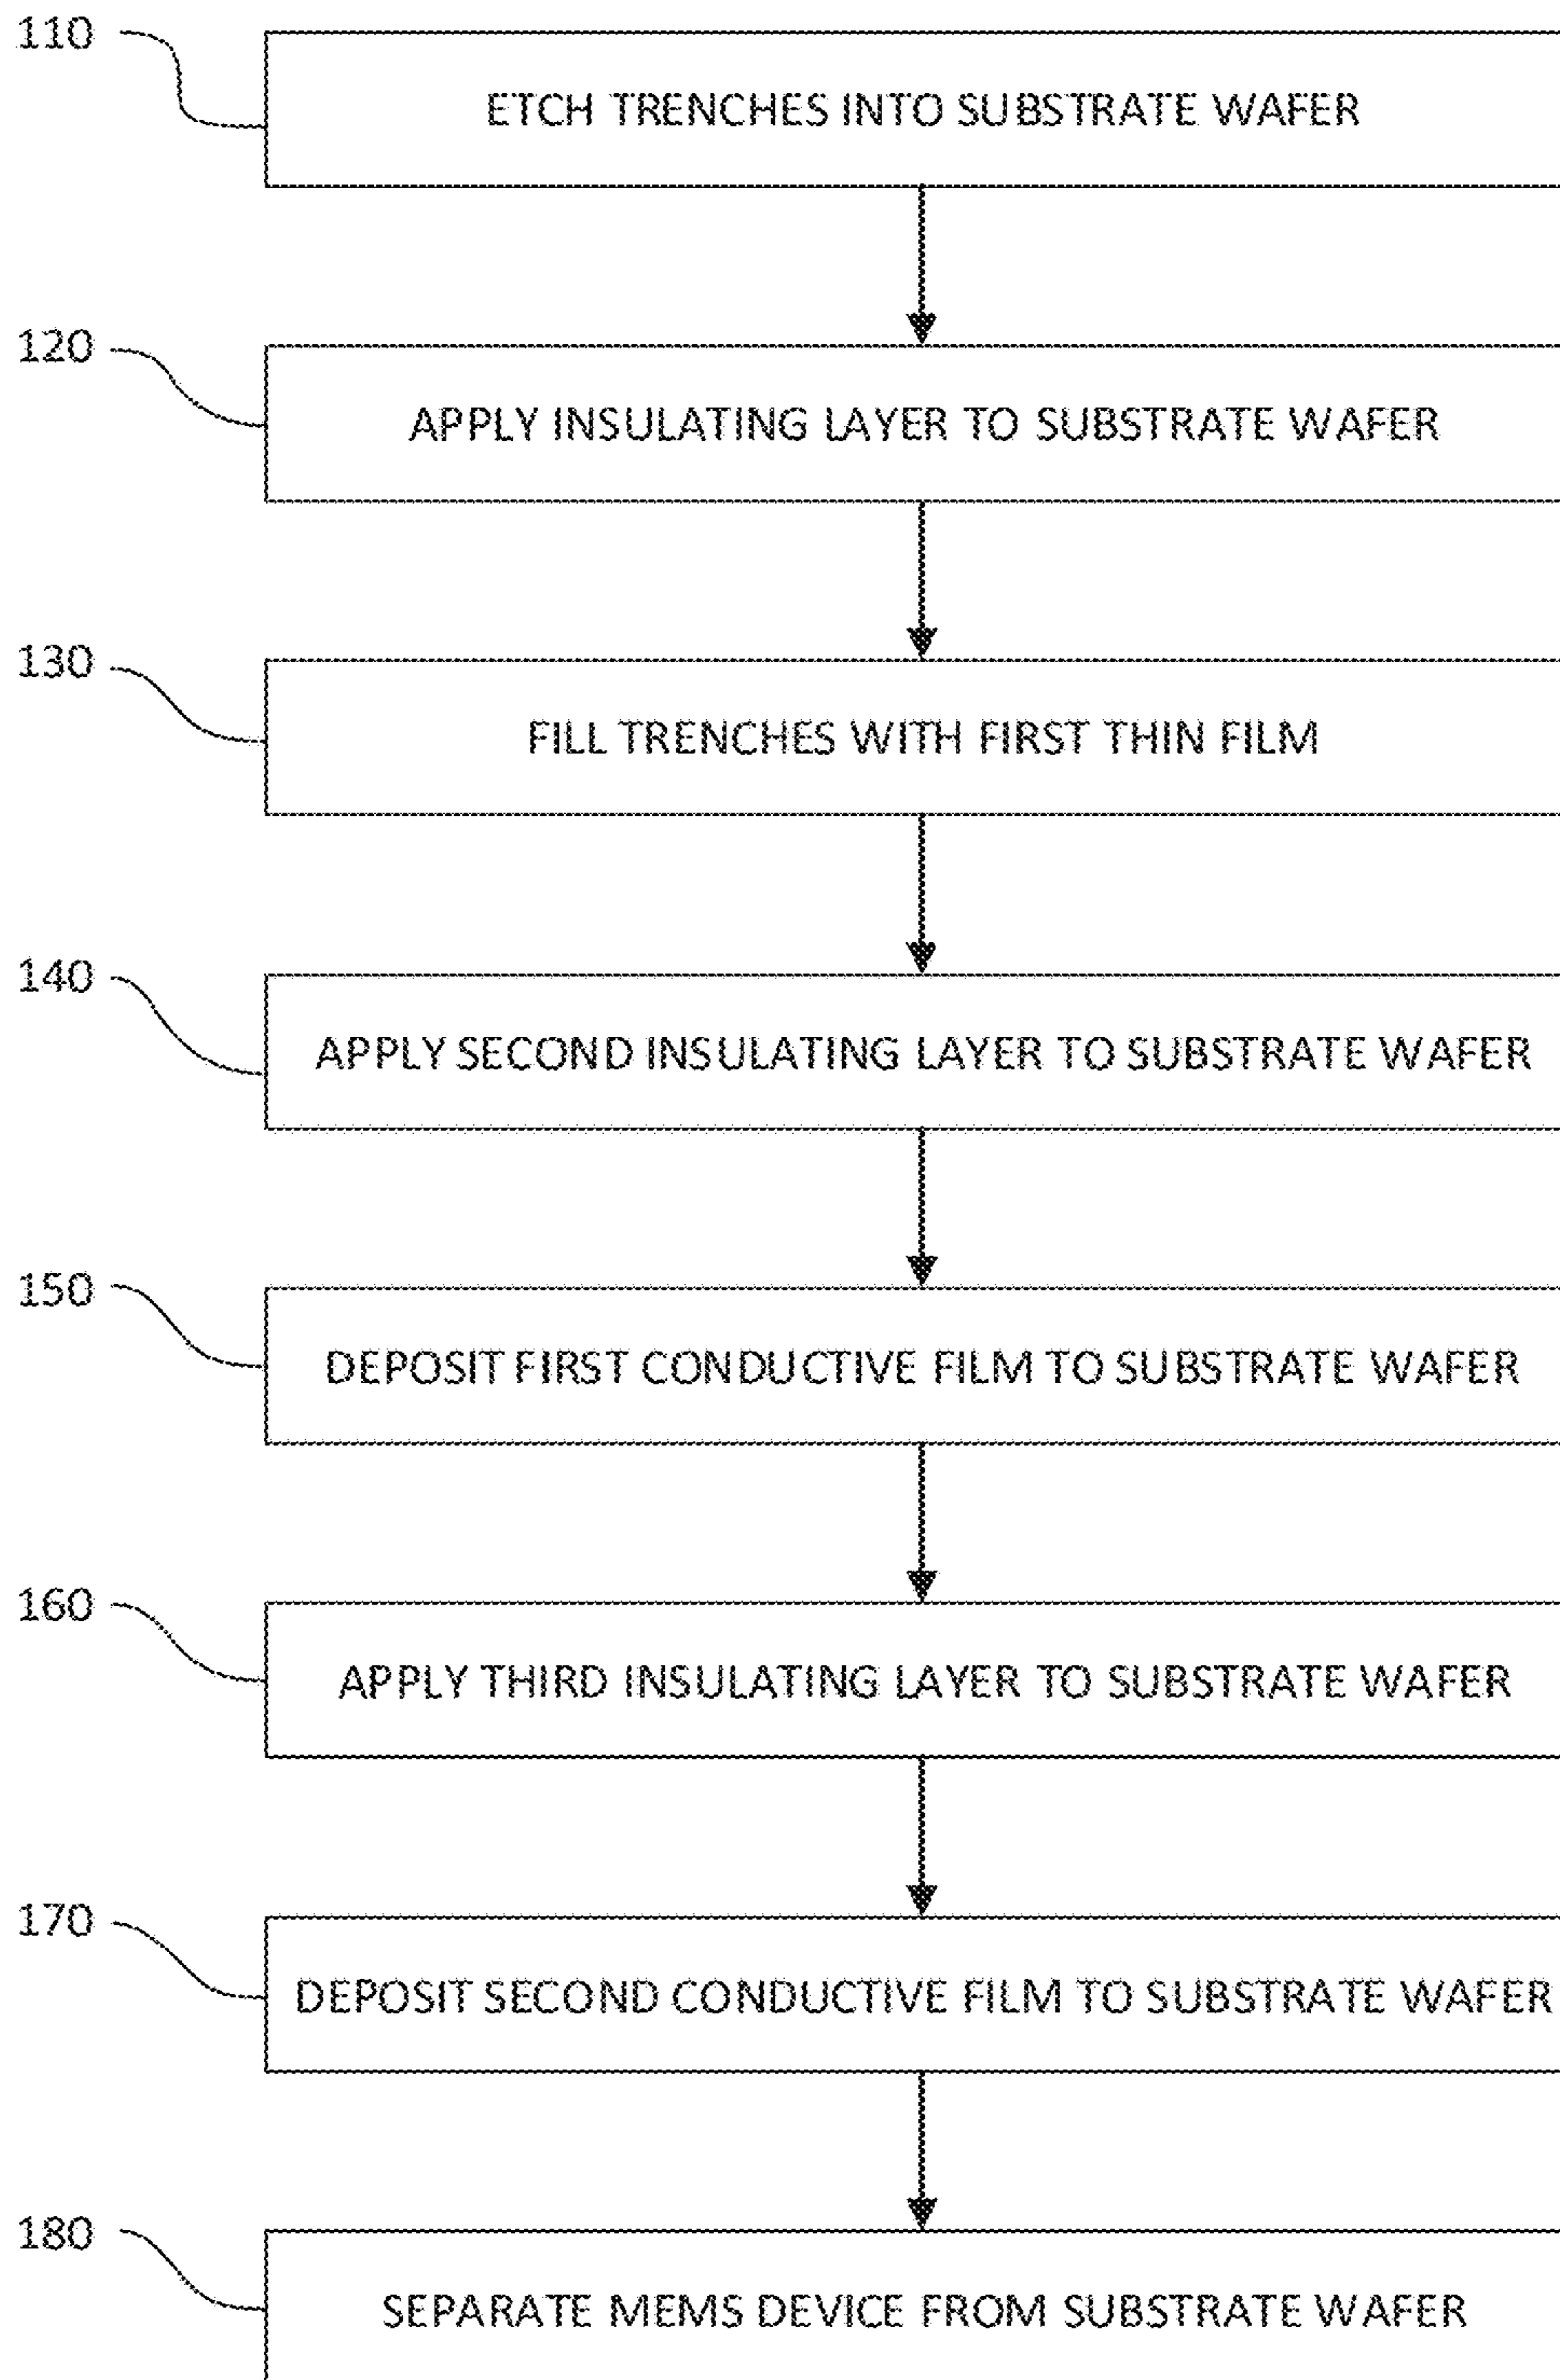 110
ETCH TRENCHES INTO SUBSTRATE WAFER
120
APPLY INSULATING LAYER TO SUBSTRATE WAFER
130
FILL TRENCHES WITH FIRST THIN FILM
140
APPLY SECOND INSULATING LAYER TO SUBSTRATE WAFER
150
DEPOSIT FIRST CONDUCTIVE FILM TO SUBSTRATE WAFER
160
APPLY THIRD INSULATING LAYER TO SUBSTRATE WAFER
170
DEPOSIT SECOND CONDUCTIVE FILM TO SUBSTRATE WAFER
180
SEPARATE MEMS DEVICE FROM SUBSTRATE WAFER